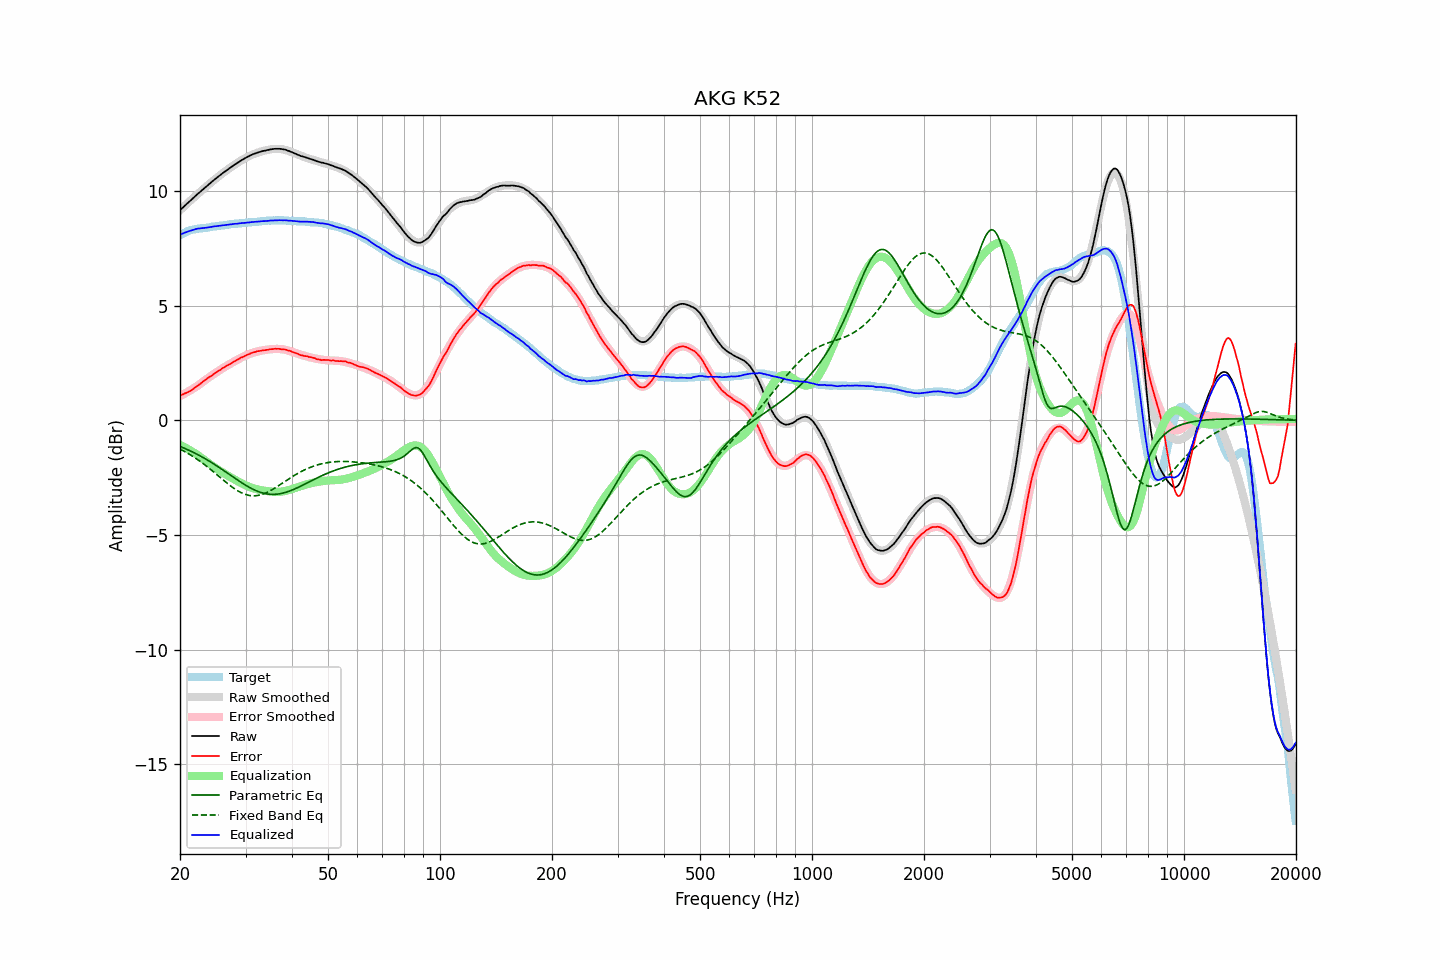 AKG K52
Amplitude (dBr)
10
5
0
−5
−10
−15
Target
Raw Smoothed
Error Smoothed
Raw
Error
Equalization
Parametric Eq
Fixed Band Eq
Equalized
20 50 100 200 500 1000 2000 5000 10000 20000
Frequency (Hz)